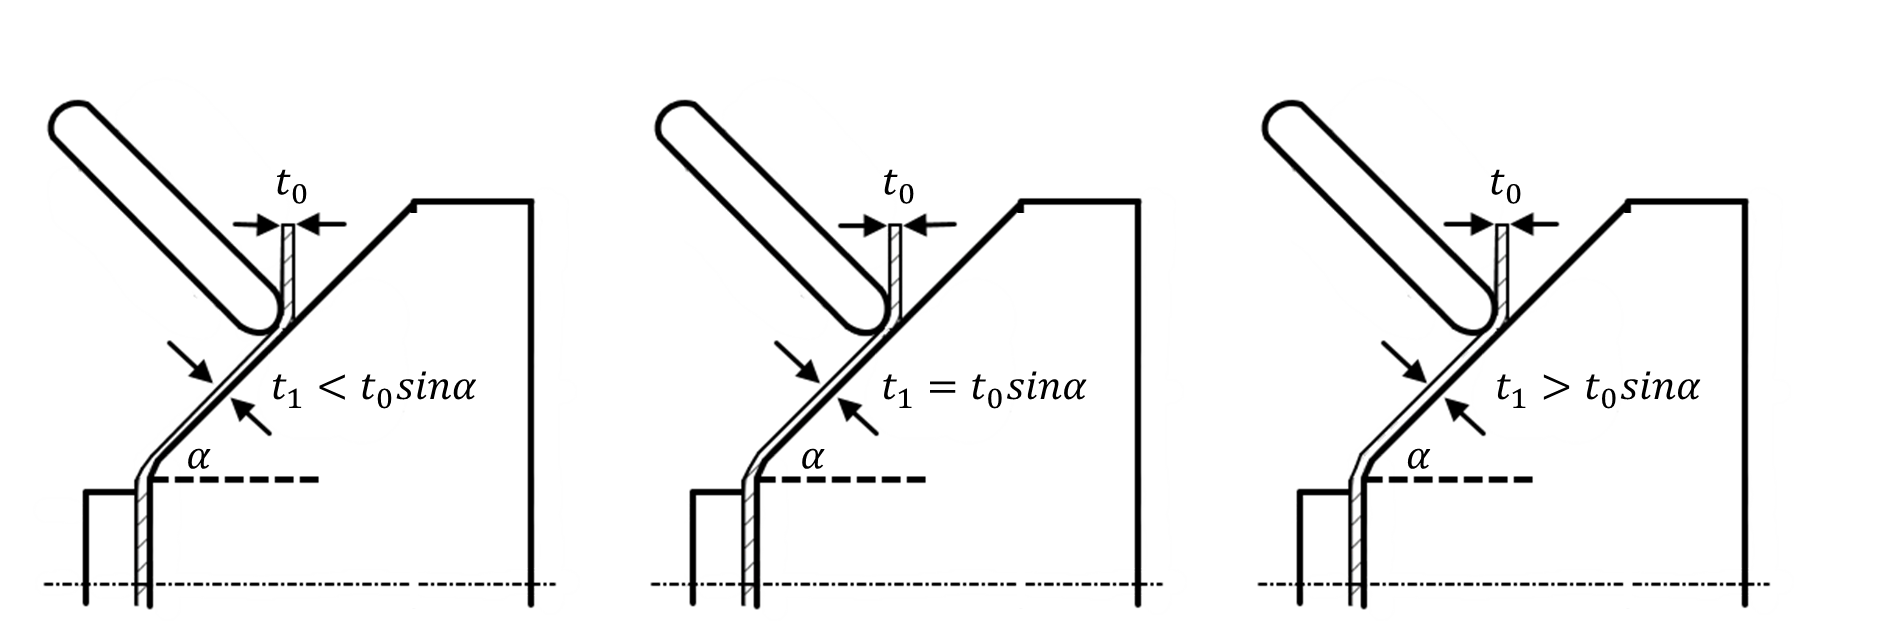 t₀ t₀ t₀
t₁ < t₀sinα t₁ = t₀sinα t₁ > t₀sinα
α α α